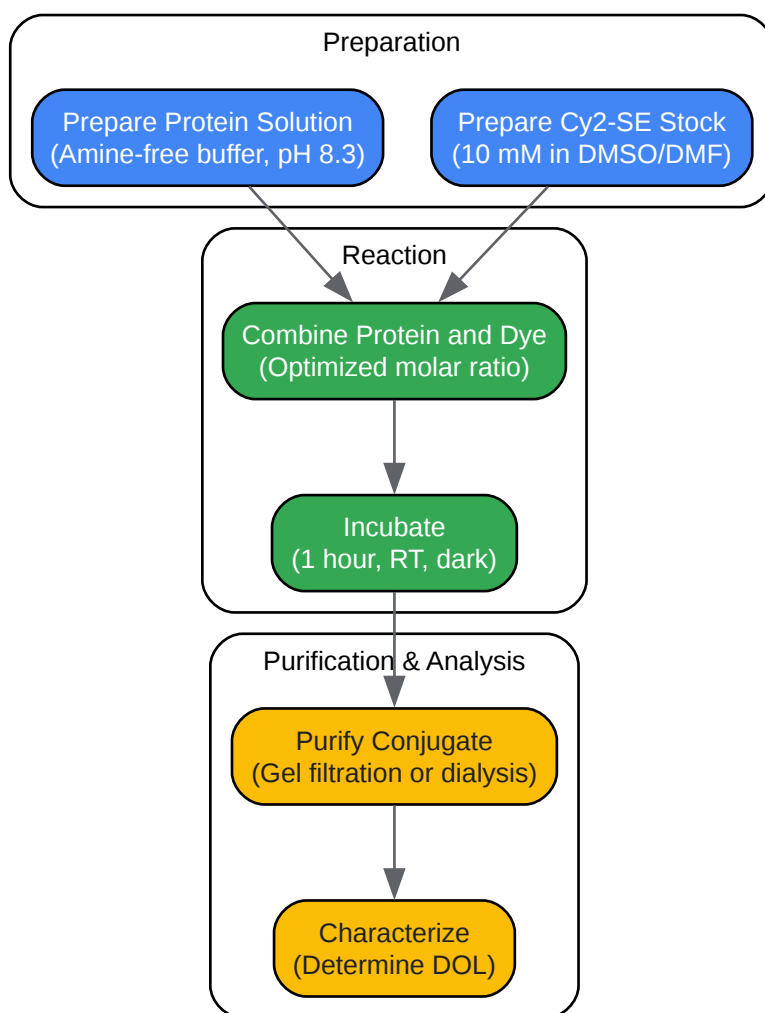 Preparation
Prepare Protein Solution
(Amine-free buffer, pH 8.3)
Prepare Cy2-SE Stock
(10 mM in DMSO/DMF)
Reaction
Combine Protein and Dye
(Optimized molar ratio)
Incubate
(1 hour, RT, dark)
Purification & Analysis
Purify Conjugate
(Gel filtration or dialysis)
Characterize
(Determine DOL)